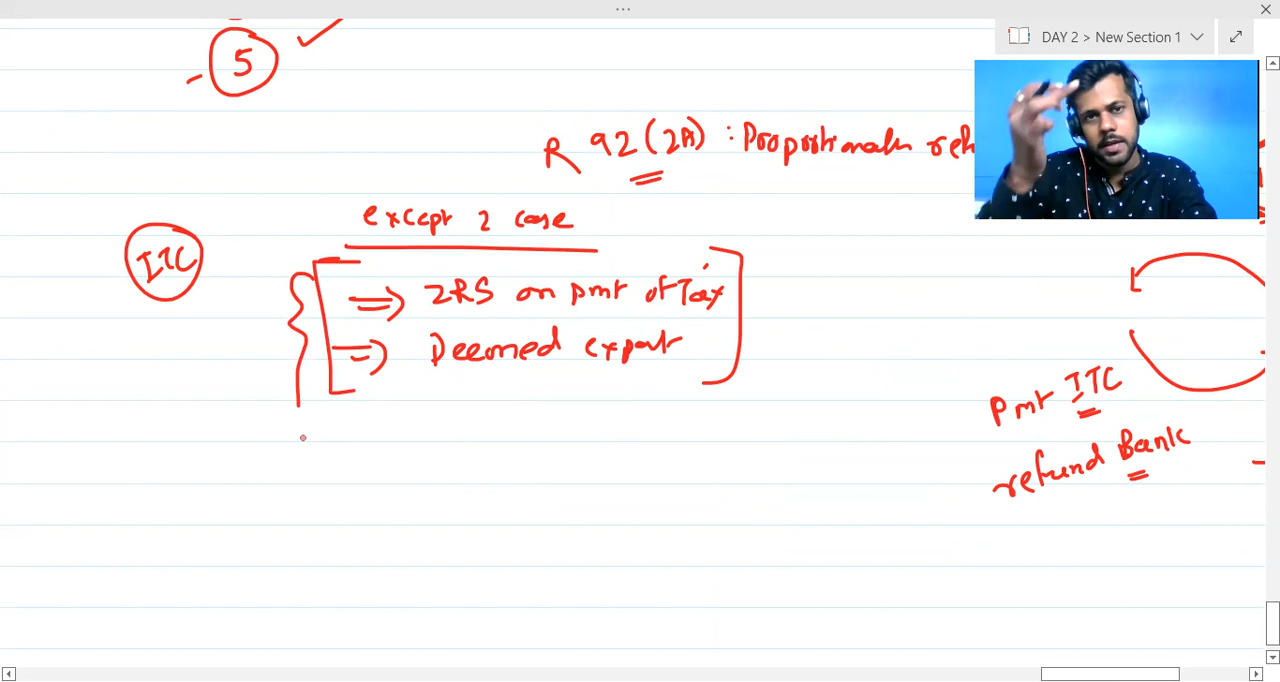 DAY 2 > New Section 1
- 5
R 92(2A) : Proportionate
ITC
except 2 case
⇒ ZRS on pmt of Tax
⇒ Deemed export
Pmt ITC
refund Bank